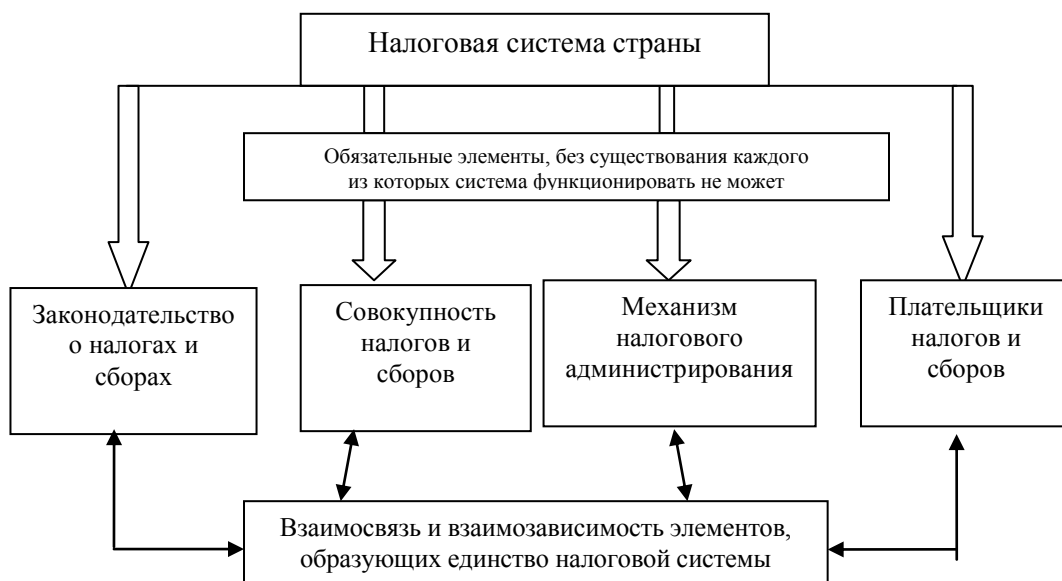 Налоговая система страны
Обязательные элементы, без существования каждого
из которых система функционировать не может
Законодательство
о налогах и
сборах
Совокупность
налогов и
сборов
Механизм
налогового
администрирования
Плательщики
налогов и
сборов
Взаимосвязь и взаимозависимость элементов,
образующих единство налоговой системы